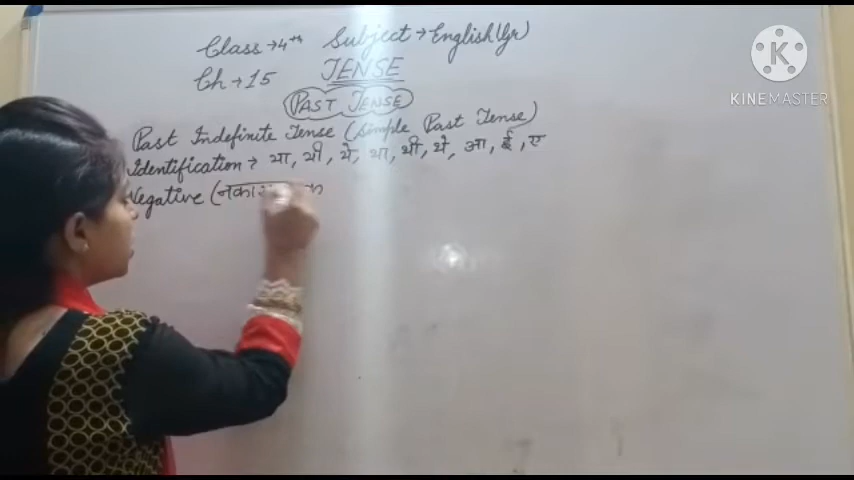 Class → 4th Subject → English (Gr)
Ch → 15 TENSE
PAST TENSE
Past Indefinite Tense (Simple Past Tense)
Identification → या, यी, ये, था, थी, थे, आ, ई, ए
Negative (
KINEMASTER